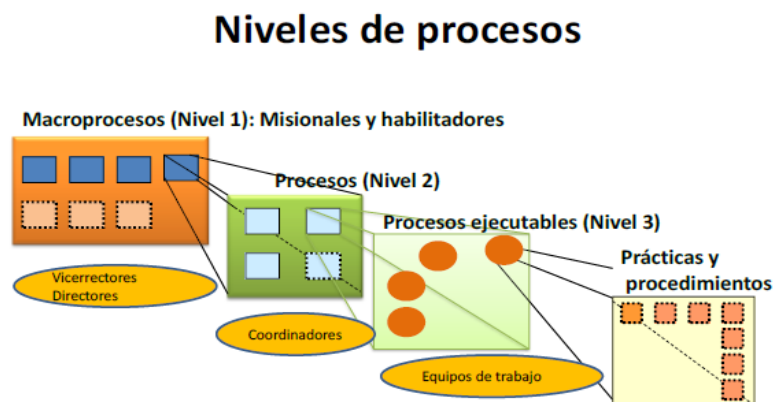 Niveles de procesos
Macroprocesos (Nivel 1): Misionales y habilitadores
Procesos (Nivel 2)
Procesos ejecutables (Nivel 3)
Prácticas y
procedimientos
Vicerrectores
Directores
Coordinadores
Equipos de trabajo